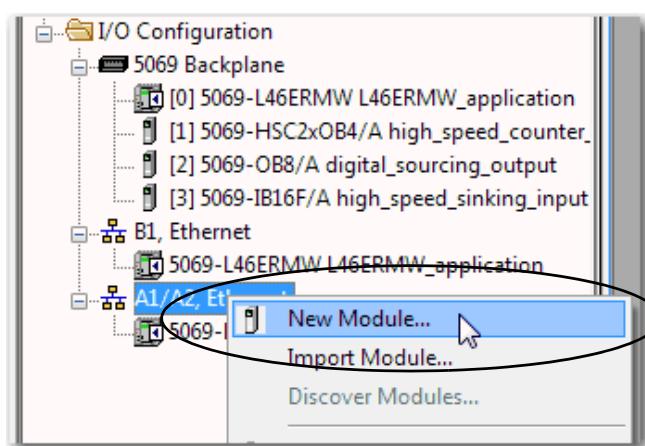 I/O Configuration
5069 Backplane
[0] 5069-L46ERMW L46ERMW_application
[1] 5069-HSC2xOB4/A high_speed_counter_
[2] 5069-OB8/A digital_sourcing_output
[3] 5069-IB16F/A high_speed_sinking_input
B1, Ethernet
5069-L46ERMW L46ERMW_application
A1/A2, Ethernet
5069-
New Module...
Import Module...
Discover Modules...